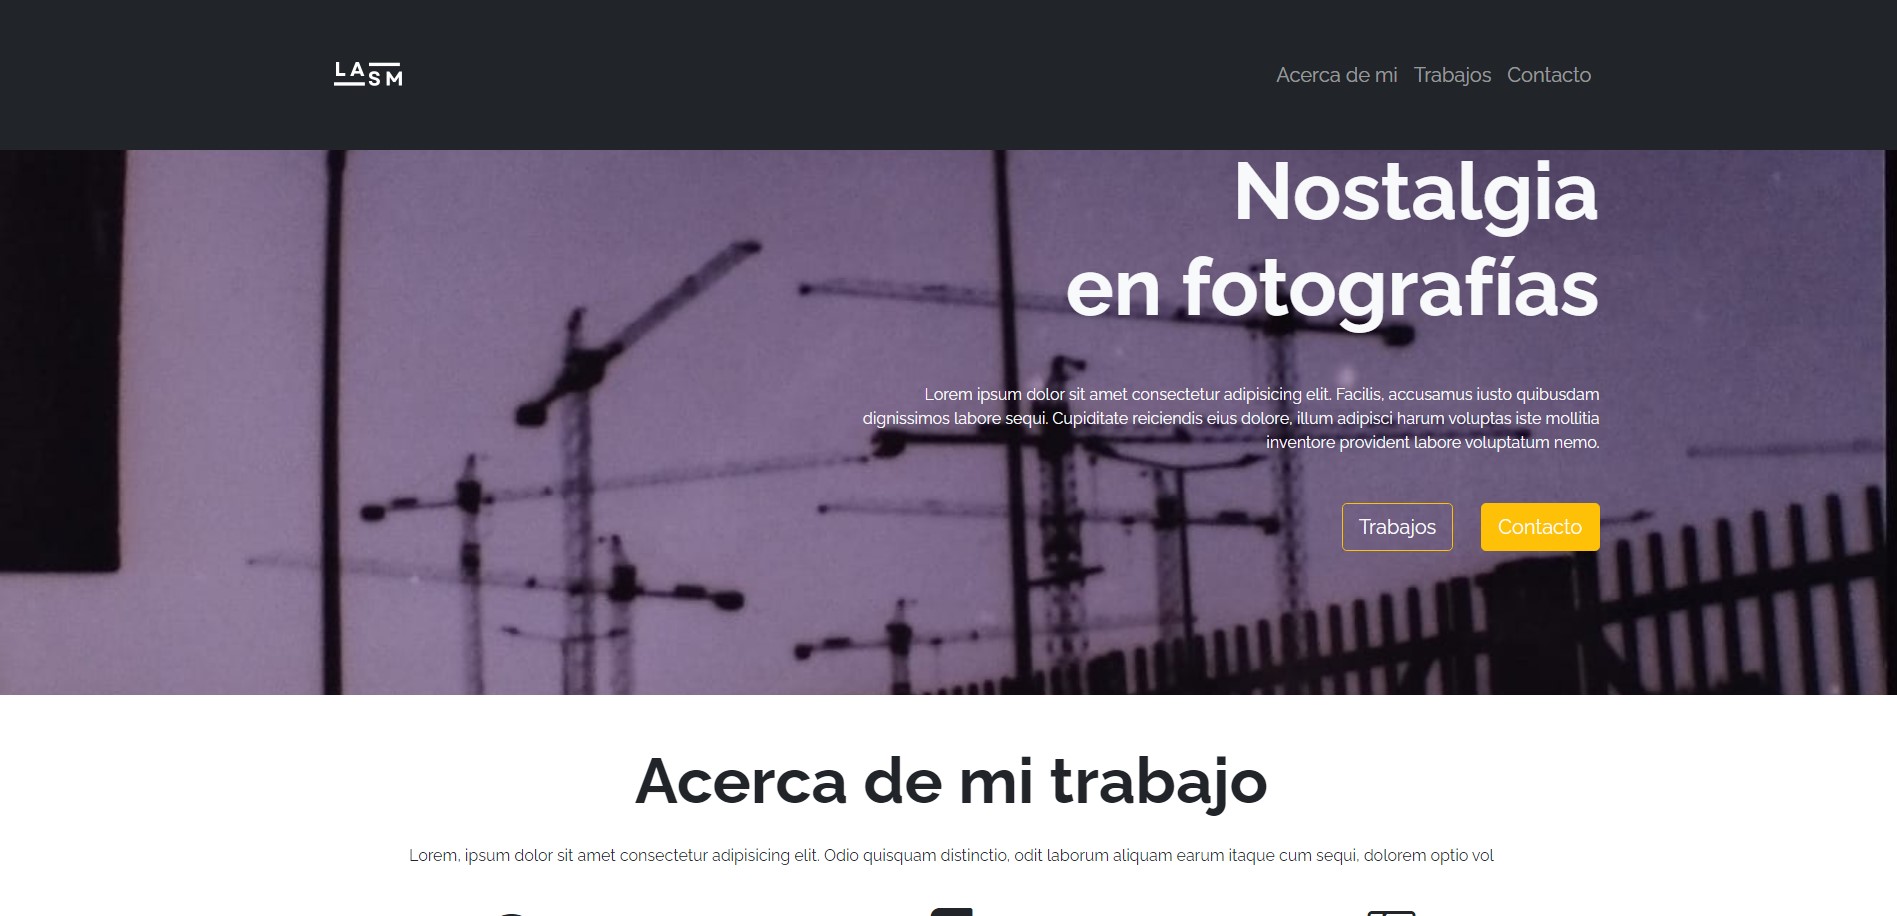 LA
SM
Acerca de mi Trabajos Contacto
Nostalgia
en fotografías
Lorem ipsum dolor sit amet consectetur adipisicing elit. Facilis, accusamus iusto quibusdam
dignissimos labore sequi. Cupiditate reiciendis eius dolore, illum adipisci harum voluptas iste mollitia
inventore provident labore voluptatum nemo.
Trabajos Contacto
Acerca de mi trabajo
Lorem, ipsum dolor sit amet consectetur adipisicing elit. Odio quisquam distinctio, odit laborum aliquam earum itaque cum sequi, dolorem optio vol